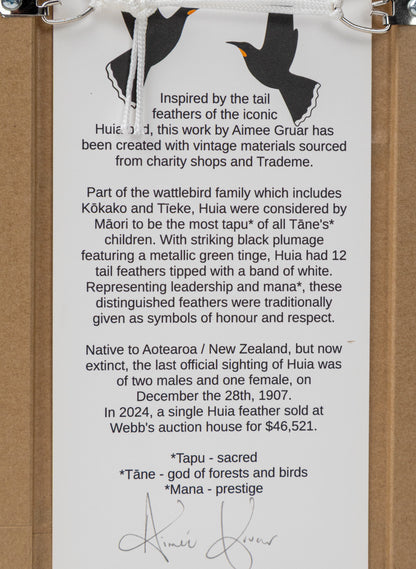 Inspired by the tail
feathers of the iconic
Huia bird, this work by Aimee Gruar has
been created with vintage materials sourced
from charity shops and Trademe.
Part of the wattlebird family which includes
Kōkako and Tīeke, Huia were considered by
Māori to be the most tapu* of all Tāne's*
children. With striking black plumage
featuring a metallic green tinge, Huia had 12
tail feathers tipped with a band of white.
Representing leadership and mana*, these
distinguished feathers were traditionally
given as symbols of honour and respect.
Native to Aotearoa / New Zealand, but now
extinct, the last official sighting of Huia was
of two males and one female, on
December the 28th, 1907.
In 2024, a single Huia feather sold at
Webb's auction house for $46,521.
*Tapu - sacred
*Tāne - god of forests and birds
*Mana - prestige
Aimée Gruar